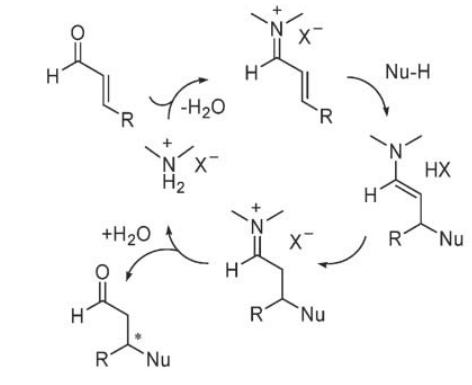 O
H
R
-H₂O
+
N
H₂
X⁻
+
N
X⁻
H
R
Nu-H
N
HX
H
R
Nu
+
N
X⁻
H
R
Nu
+H₂O
O
H
*
R
Nu